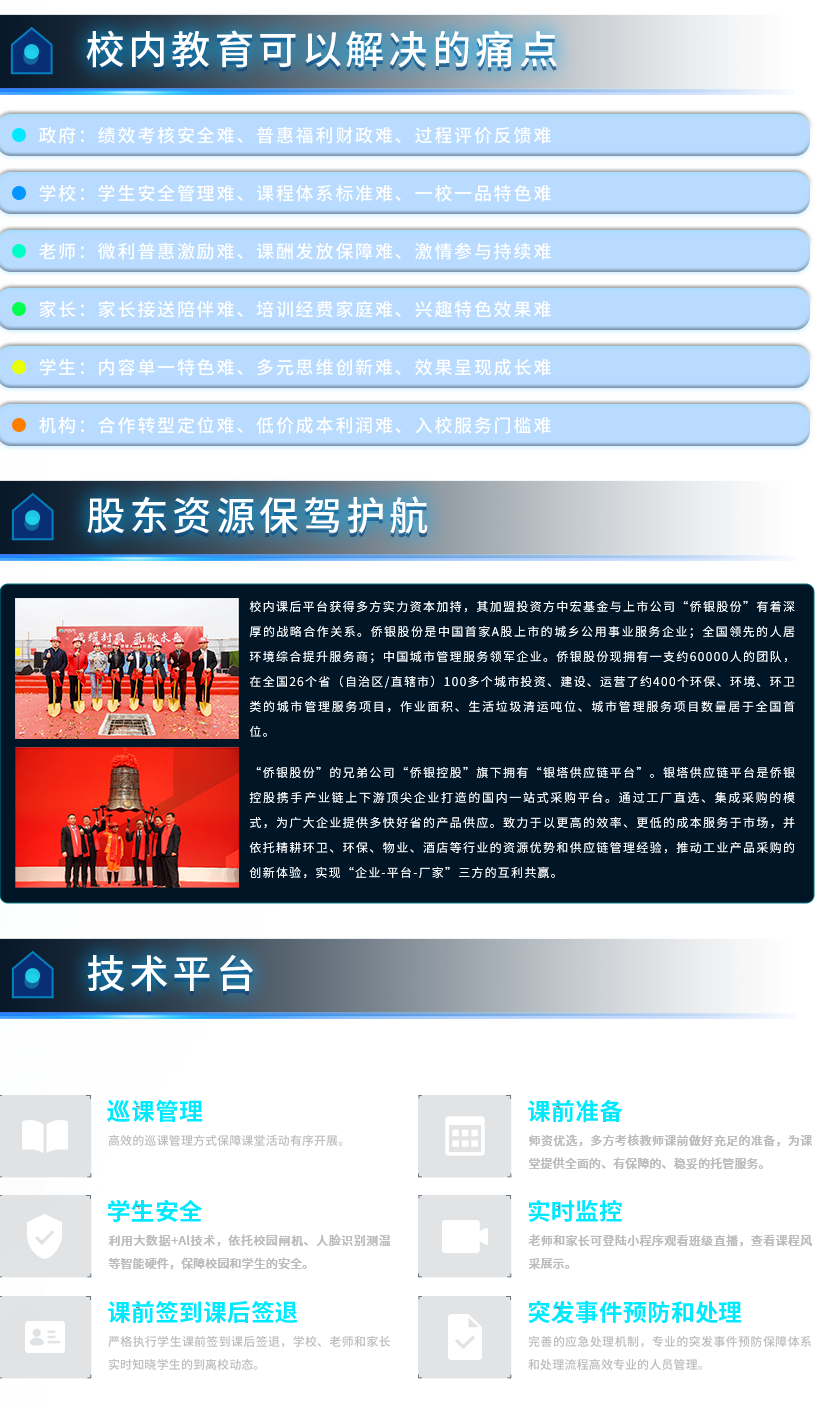 校内教育可以解决的痛点
政府：绩效考核安全难、普惠福利财政难、过程评价反馈难
学校：学生安全管理难、课程体系标准难、一校一品特色难
老师：微利普惠激励难、课酬发放保障难、激情参与持续难
家长：家长接送陪伴难、培训经费家庭难、兴趣特色效果难
学生：内容单一特色难、多元思维创新难、效果呈现成长难
机构：合作转型定位难、低价成本利润难、入校服务门槛难
股东资源保驾护航
校内课后平台获得多方实力资本加持，其加盟投资方中宏基金与上市公司“侨银股份”有着深
厚的战略合作关系。侨银股份是中国首家A股上市的城乡公用事业服务企业；全国领先的人居
环境综合提升服务商；中国城市管理服务领军企业。侨银股份现拥有一支约60000人的团队，
在全国26个省（自治区/直辖市）100多个城市投资、建设、运营了约400个环保、环境、环卫
类的城市管理服务项目，作业面积、生活垃圾清运吨位、城市管理服务项目数量居于全国首
位。
“侨银股份”的兄弟公司“侨银控股”旗下拥有“银塔供应链平台”。银塔供应链平台是侨银
控股携手产业链上下游顶尖企业打造的国内一站式采购平台。通过工厂直选、集成采购的模
式，为广大企业提供多快好省的产品供应。致力于以更高的效率、更低的成本服务于市场，并
依托精耕环卫、环保、物业、酒店等行业的资源优势和供应链管理经验，推动工业产品采购的
创新体验，实现“企业-平台-厂家”三方的互利共赢。
技术平台
巡课管理
高效的巡课管理方式保障课堂活动有序开展。
课前准备
师资优选，多方考核教师课前做好充足的准备，为课
堂提供全面的、有保障的、稳妥的托管服务。
学生安全
利用大数据+AI技术，依托校园闸机、人脸识别测温
等智能硬件，保障校园和学生的安全。
实时监控
老师和家长可登陆小程序观看班级直播，查看课程风
采展示。
课前签到课后签退
严格执行学生课前签到课后签退，学校、老师和家长
实时知晓学生的到离校动态。
突发事件预防和处理
完善的应急处理机制，专业的突发事件预防保障体系
和处理流程高效专业的人员管理。